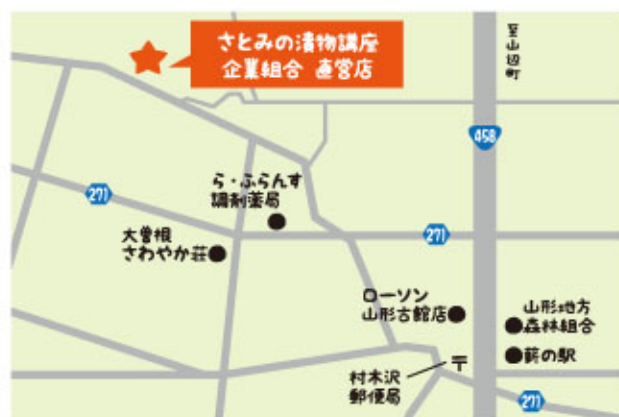 さとみの漬物講座
企業組合 直営店
至山辺町
458
271
ら・ふらんす
調剤薬局
大曽根
さわやか荘
271
ローソン
山形古館店
山形地方
森林組合
蔚の駅
村木沢
郵便局
〒
271